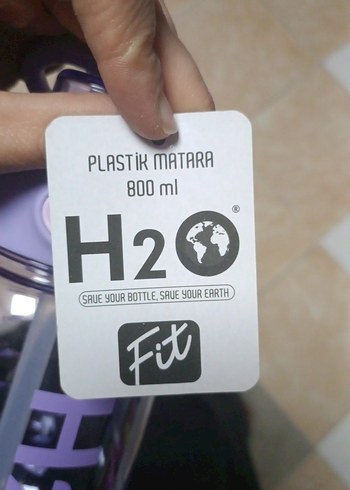 PLASTİK MATARA
800 ml
H2O®
SAVE YOUR BOTTLE, SAVE YOUR EARTH
Fit
H